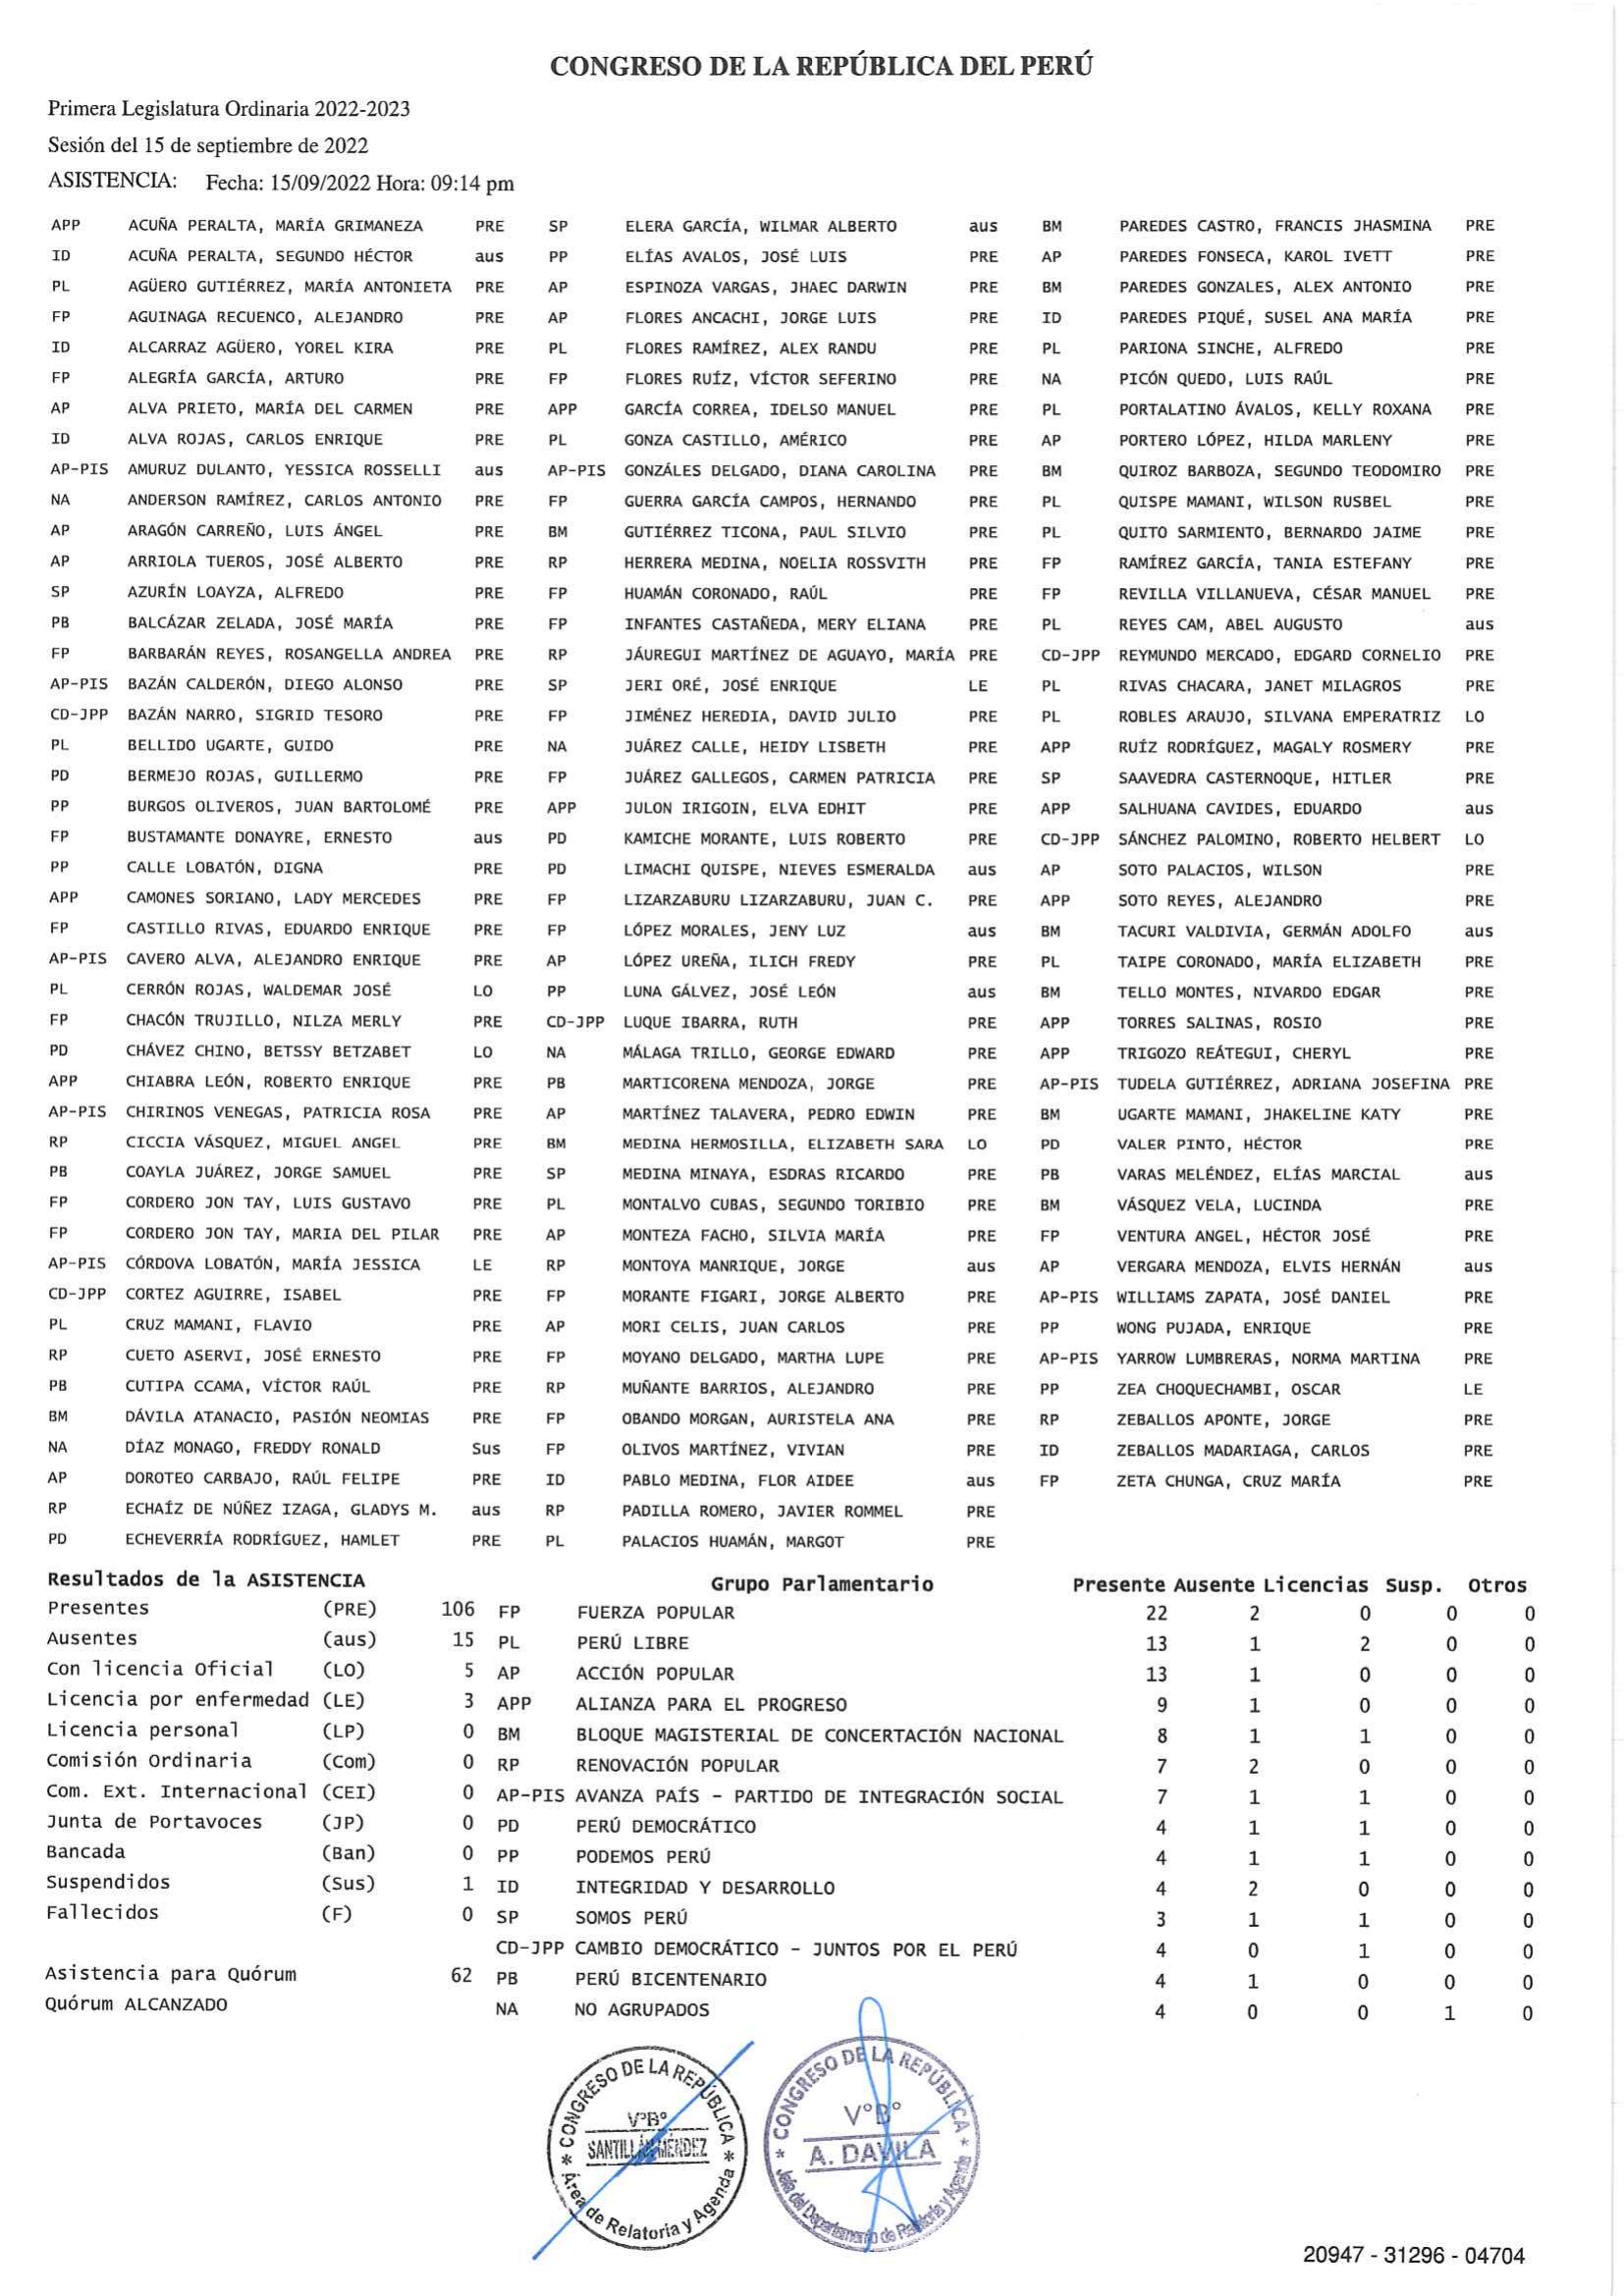 CONGRESO DE LA REPÚBLICA DEL PERÚ
Primera Legislatura Ordinaria 2022-2023
Sesión del 15 de septiembre de 2022
ASISTENCIA: Fecha: 15/09/2022 Hora: 09:14 pm
APP ACUÑA PERALTA, MARÍA GRIMANEZA PRE SP ELERA GARCÍA, WILMAR ALBERTO aus BM PAREDES CASTRO, FRANCIS JHASMINA PRE
ID ACUÑA PERALTA, SEGUNDO HÉCTOR aus PP ELÍAS AVALOS, JOSÉ LUIS PRE AP PAREDES FONSECA, KAROL IVETT PRE
PL AGÜERO GUTIÉRREZ, MARÍA ANTONIETA PRE AP ESPINOZA VARGAS, JHAEC DARWIN PRE BM PAREDES GONZALES, ALEX ANTONIO PRE
FP AGUINAGA RECUENCO, ALEJANDRO PRE AP FLORES ANCACHI, JORGE LUIS PRE ID PAREDES PIQUÉ, SUSEL ANA MARÍA PRE
ID ALCARRAZ AGÜERO, YOREL KIRA PRE PL FLORES RAMÍREZ, ALEX RANDU PRE PL PARIONA SINCHE, ALFREDO PRE
FP ALEGRÍA GARCÍA, ARTURO PRE FP FLORES RUÍZ, VÍCTOR SEFERINO PRE NA PICÓN QUEDO, LUIS RAÚL PRE
AP ALVA PRIETO, MARÍA DEL CARMEN PRE APP GARCÍA CORREA, IDELSO MANUEL PRE PL PORTALATINO ÁVALOS, KELLY ROXANA PRE
ID ALVA ROJAS, CARLOS ENRIQUE PRE PL GONZA CASTILLO, AMÉRICO PRE AP PORTERO LÓPEZ, HILDA MARLENY PRE
AP-PIS AMURUZ DULANTO, YESSICA ROSSELLI aus AP-PIS GONZÁLES DELGADO, DIANA CAROLINA PRE BM QUIROZ BARBOZA, SEGUNDO TEODOMIRO PRE
NA ANDERSON RAMÍREZ, CARLOS ANTONIO PRE FP GUERRA GARCÍA CAMPOS, HERNANDO PRE PL QUISPE MAMANI, WILSON RUSBEL PRE
AP ARAGÓN CARREÑO, LUIS ÁNGEL PRE BM GUTIÉRREZ TICONA, PAUL SILVIO PRE PL QUITO SARMIENTO, BERNARDO JAIME PRE
AP ARRIOLA TUEROS, JOSÉ ALBERTO PRE RP HERRERA MEDINA, NOELIA ROSSVITH PRE FP RAMÍREZ GARCÍA, TANIA ESTEFANY PRE
SP AZURÍN LOAYZA, ALFREDO PRE FP HUAMÁN CORONADO, RAÚL PRE FP REVILLA VILLANUEVA, CÉSAR MANUEL PRE
PB BALCÁZAR ZELADA, JOSÉ MARÍA PRE FP INFANTES CASTAÑEDA, MERY ELIANA PRE PL REYES CAM, ABEL AUGUSTO aus
FP BARBARÁN REYES, ROSANGELLA ANDREA PRE RP JÁUREGUI MARTÍNEZ DE AGUAYO, MARÍA PRE CD-JPP REYMUNDO MERCADO, EDGARD CORNELIO PRE
AP-PIS BAZÁN CALDERÓN, DIEGO ALONSO PRE SP JERI ORÉ, JOSÉ ENRIQUE LE PL RIVAS CHACARA, JANET MILAGROS PRE
CD-JPP BAZÁN NARRO, SIGRID TESORO PRE FP JIMÉNEZ HEREDIA, DAVID JULIO PRE PL ROBLES ARAUJO, SILVANA EMPERATRIZ LO
PL BELLIDO UGARTE, GUIDO PRE NA JUÁREZ CALLE, HEIDY LISBETH PRE APP RUÍZ RODRÍGUEZ, MAGALY ROSMERY PRE
PD BERMEJO ROJAS, GUILLERMO PRE FP JUÁREZ GALLEGOS, CARMEN PATRICIA PRE SP SAAVEDRA CASTERNOQUE, HITLER PRE
PP BURGOS OLIVEROS, JUAN BARTOLOMÉ PRE APP JULON IRIGOIN, ELVA EDHIT PRE APP SALHUANA CAVIDES, EDUARDO aus
FP BUSTAMANTE DONAYRE, ERNESTO aus PD KAMICHE MORANTE, LUIS ROBERTO PRE CD-JPP SÁNCHEZ PALOMINO, ROBERTO HELBERT LO
PP CALLE LOBATÓN, DIGNA PRE PD LIMACHI QUISPE, NIEVES ESMERALDA aus AP SOTO PALACIOS, WILSON PRE
APP CAMONES SORIANO, LADY MERCEDES PRE FP LIZARZABURU LIZARZABURU, JUAN C. PRE APP SOTO REYES, ALEJANDRO PRE
FP CASTILLO RIVAS, EDUARDO ENRIQUE PRE FP LÓPEZ MORALES, JENY LUZ aus BM TACURI VALDIVIA, GERMÁN ADOLFO aus
AP-PIS CAVERO ALVA, ALEJANDRO ENRIQUE PRE AP LÓPEZ UREÑA, ILICH FREDY PRE PL TAIPE CORONADO, MARÍA ELIZABETH PRE
PL CERRÓN ROJAS, WALDEMAR JOSÉ LO PP LUNA GÁLVEZ, JOSÉ LEÓN aus BM TELLO MONTES, NIVARDO EDGAR PRE
FP CHACÓN TRUJILLO, NILZA MERLY PRE CD-JPP LUQUE IBARRA, RUTH PRE APP TORRES SALINAS, ROSIO PRE
PD CHÁVEZ CHINO, BETSSY BETZABET LO NA MÁLAGA TRILLO, GEORGE EDWARD PRE APP TRIGOZO REÁTEGUI, CHERYL PRE
APP CHIABRA LEÓN, ROBERTO ENRIQUE PRE PB MARTICORENA MENDOZA, JORGE PRE AP-PIS TUDELA GUTIÉRREZ, ADRIANA JOSEFINA PRE
AP-PIS CHIRINOS VENEGAS, PATRICIA ROSA PRE AP MARTÍNEZ TALAVERA, PEDRO EDWIN PRE BM UGARTE MAMANI, JHAKELINE KATY PRE
RP CICCIA VÁSQUEZ, MIGUEL ANGEL PRE BM MEDINA HERMOSILLA, ELIZABETH SARA LO PD VALER PINTO, HÉCTOR PRE
PB COAYLA JUÁREZ, JORGE SAMUEL PRE SP MEDINA MINAYA, ESDRAS RICARDO PRE PB VARAS MELÉNDEZ, ELÍAS MARCIAL aus
FP CORDERO JON TAY, LUIS GUSTAVO PRE PL MONTALVO CUBAS, SEGUNDO TORIBIO PRE BM VÁSQUEZ VELA, LUCINDA PRE
FP CORDERO JON TAY, MARIA DEL PILAR PRE AP MONTEZA FACHO, SILVIA MARÍA PRE FP VENTURA ANGEL, HÉCTOR JOSÉ PRE
AP-PIS CÓRDOVA LOBATÓN, MARÍA JESSICA LE RP MONTOYA MANRIQUE, JORGE aus AP VERGARA MENDOZA, ELVIS HERNÁN aus
CD-JPP CORTEZ AGUIRRE, ISABEL PRE FP MORANTE FIGARI, JORGE ALBERTO PRE AP-PIS WILLIAMS ZAPATA, JOSÉ DANIEL PRE
PL CRUZ MAMANI, FLAVIO PRE AP MORI CELIS, JUAN CARLOS PRE PP WONG PUJADA, ENRIQUE PRE
RP CUETO ASERVI, JOSÉ ERNESTO PRE FP MOYANO DELGADO, MARTHA LUPE PRE AP-PIS YARROW LUMBRERAS, NORMA MARTINA PRE
PB CUTIPA CCAMA, VÍCTOR RAÚL PRE RP MUÑANTE BARRIOS, ALEJANDRO PRE PP ZEA CHOQUECHAMBI, OSCAR LE
BM DÁVILA ATANACIO, PASIÓN NEOMIAS PRE FP OBANDO MORGAN, AURISTELA ANA PRE RP ZEBALLOS APONTE, JORGE PRE
NA DÍAZ MONAGO, FREDDY RONALD Sus FP OLIVOS MARTÍNEZ, VIVIAN PRE ID ZEBALLOS MADARIAGA, CARLOS PRE
AP DOROTEO CARBAJO, RAÚL FELIPE PRE ID PABLO MEDINA, FLOR AIDEE aus FP ZETA CHUNGA, CRUZ MARÍA PRE
RP ECHAÍZ DE NÚÑEZ IZAGA, GLADYS M. aus RP PADILLA ROMERO, JAVIER ROMMEL PRE
PD ECHEVERRÍA RODRÍGUEZ, HAMLET PRE PL PALACIOS HUAMÁN, MARGOT PRE
Resultados de la ASISTENCIA Grupo Parlamentario Presente Ausente Licencias Susp. Otros
Presentes (PRE) 106 FP FUERZA POPULAR 22 2 0 0 0
Ausentes (aus) 15 PL PERÚ LIBRE 13 1 2 0 0
Con licencia Oficial (LO) 5 AP ACCIÓN POPULAR 13 1 0 0 0
Licencia por enfermedad (LE) 3 APP ALIANZA PARA EL PROGRESO 9 1 0 0 0
Licencia personal (LP) 0 BM BLOQUE MAGISTERIAL DE CONCERTACIÓN NACIONAL 8 1 1 0 0
Comisión Ordinaria (Com) 0 RP RENOVACIÓN POPULAR 7 2 0 0 0
Com. Ext. Internacional (CEI) 0 AP-PIS AVANZA PAÍS - PARTIDO DE INTEGRACIÓN SOCIAL 7 1 1 0 0
Junta de Portavoces (JP) 0 PD PERÚ DEMOCRÁTICO 4 1 1 0 0
Bancada (Ban) 0 PP PODEMOS PERÚ 4 1 1 0 0
Suspendidos (Sus) 1 ID INTEGRIDAD Y DESARROLLO 4 2 0 0 0
Fallecidos (F) 0 SP SOMOS PERÚ 3 1 1 0 0
CD-JPP CAMBIO DEMOCRÁTICO - JUNTOS POR EL PERÚ 4 0 1 0 0
Asistencia para Quórum 62 PB PERÚ BICENTENARIO 4 1 0 0 0
Quórum ALCANZADO NA NO AGRUPADOS 4 0 0 1 0
* CONGRESO DE LA REPÚBLICA *
V°B°
SANTILLÁN MÉNDEZ
Área de Relatoría y Agenda
* CONGRESO DE LA REPÚBLICA *
V°B°
A. DAVILA
Jefa del Departamento de Relatoría y Agenda
20947 - 31296 - 04704